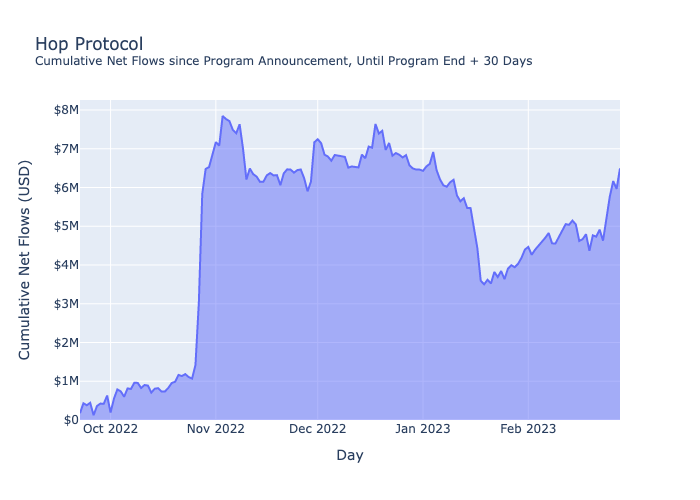 Hop Protocol
Cumulative Net Flows since Program Announcement, Until Program End + 30 Days
Cumulative Net Flows (USD)
$8M
$7M
$6M
$5M
$4M
$3M
$2M
$1M
$0
Oct 2022 Nov 2022 Dec 2022 Jan 2023 Feb 2023
Day